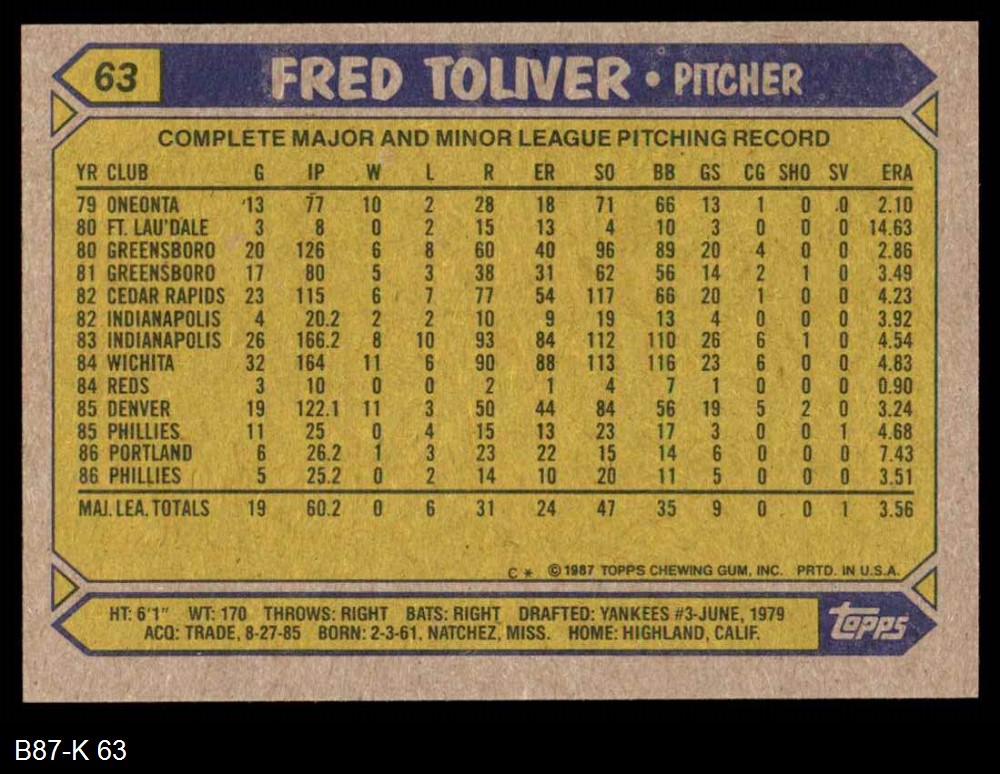 63 FRED TOLIVER • PITCHER
COMPLETE MAJOR AND MINOR LEAGUE PITCHING RECORD
YR CLUB G IP W L R ER SO BB GS CG SHO SV ERA
79 ONEONTA 13 77 10 2 28 18 71 66 13 1 0 0 2.10
80 FT. LAU'DALE 3 8 0 2 15 13 4 10 3 0 0 0 14.63
80 GREENSBORO 20 126 6 8 60 40 96 89 20 4 0 0 2.86
81 GREENSBORO 17 80 5 3 38 31 62 56 14 2 1 0 3.49
82 CEDAR RAPIDS 23 115 6 7 77 54 117 66 20 1 0 0 4.23
82 INDIANAPOLIS 4 20.2 2 2 10 9 19 13 4 0 0 0 3.92
83 INDIANAPOLIS 26 166.2 8 10 93 84 112 110 26 6 1 0 4.54
84 WICHITA 32 164 11 6 90 88 113 116 23 6 0 0 4.83
84 REDS 3 10 0 0 2 1 4 7 1 0 0 0 0.90
85 DENVER 19 122.1 11 3 50 44 84 56 19 5 2 0 3.24
85 PHILLIES 11 25 0 4 15 13 23 17 3 0 0 1 4.68
86 PORTLAND 6 26.2 1 3 23 22 15 14 6 0 0 0 7.43
86 PHILLIES 5 25.2 0 2 14 10 20 11 5 0 0 0 3.51
MAJ. LEA. TOTALS 19 60.2 0 6 31 24 47 35 9 0 0 1 3.56
C * ©1987 TOPPS CHEWING GUM, INC. PRTD. IN U.S.A.
HT: 6'1" WT: 170 THROWS: RIGHT BATS: RIGHT DRAFTED: YANKEES #3-JUNE, 1979
ACQ: TRADE, 8-27-85 BORN: 2-3-61, NATCHEZ, MISS. HOME: HIGHLAND, CALIF.
topps
B87-K 63